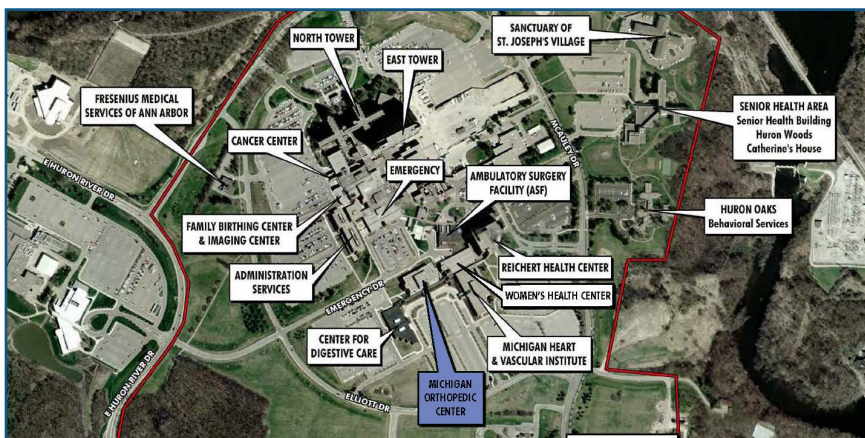 NORTH TOWER
EAST TOWER
SANCTUARY OF
ST. JOSEPH'S VILLAGE
FRESENIUS MEDICAL
SERVICES OF ANN ARBOR
SENIOR HEALTH AREA
Senior Health Building
Huron Woods
Catherine's House
MCAULEY DR
CANCER CENTER
E HURON RIVER DR
EMERGENCY
AMBULATORY SURGERY
FACILITY (ASF)
HURON OAKS
Behavioral Services
FAMILY BIRTHING CENTER
& IMAGING CENTER
ADMINISTRATION
SERVICES
REICHERT HEALTH CENTER
EMERGENCY DR
WOMEN'S HEALTH CENTER
CENTER FOR
DIGESTIVE CARE
MICHIGAN HEART
& VASCULAR INSTITUTE
E HURON RIVER DR
MICHIGAN
ORTHOPEDIC
CENTER
ELLIOTT DR